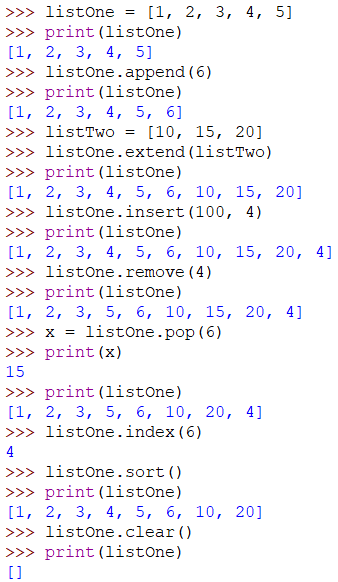 >>> listOne = [1, 2, 3, 4, 5]
>>> print(listOne)
[1, 2, 3, 4, 5]
>>> listOne.append(6)
>>> print(listOne)
[1, 2, 3, 4, 5, 6]
>>> listTwo = [10, 15, 20]
>>> listOne.extend(listTwo)
>>> print(listOne)
[1, 2, 3, 4, 5, 6, 10, 15, 20]
>>> listOne.insert(100, 4)
>>> print(listOne)
[1, 2, 3, 4, 5, 6, 10, 15, 20, 4]
>>> listOne.remove(4)
>>> print(listOne)
[1, 2, 3, 5, 6, 10, 15, 20, 4]
>>> x = listOne.pop(6)
>>> print(x)
15
>>> print(listOne)
[1, 2, 3, 5, 6, 10, 20, 4]
>>> listOne.index(6)
4
>>> listOne.sort()
>>> print(listOne)
[1, 2, 3, 4, 5, 6, 10, 20]
>>> listOne.clear()
>>> print(listOne)
[]